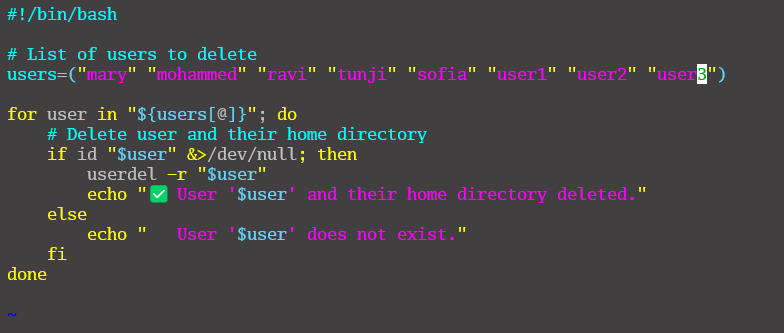 #!/bin/bash

# List of users to delete
users=("mary" "mohammed" "ravi" "tunji" "sofia" "user1" "user2" "user3")

for user in "${users[@]}"; do
    # Delete user and their home directory
    if id "$user" &>/dev/null; then
        userdel -r "$user"
        echo "✅ User '$user' and their home directory deleted."
    else
        echo "   User '$user' does not exist."
    fi
done

~